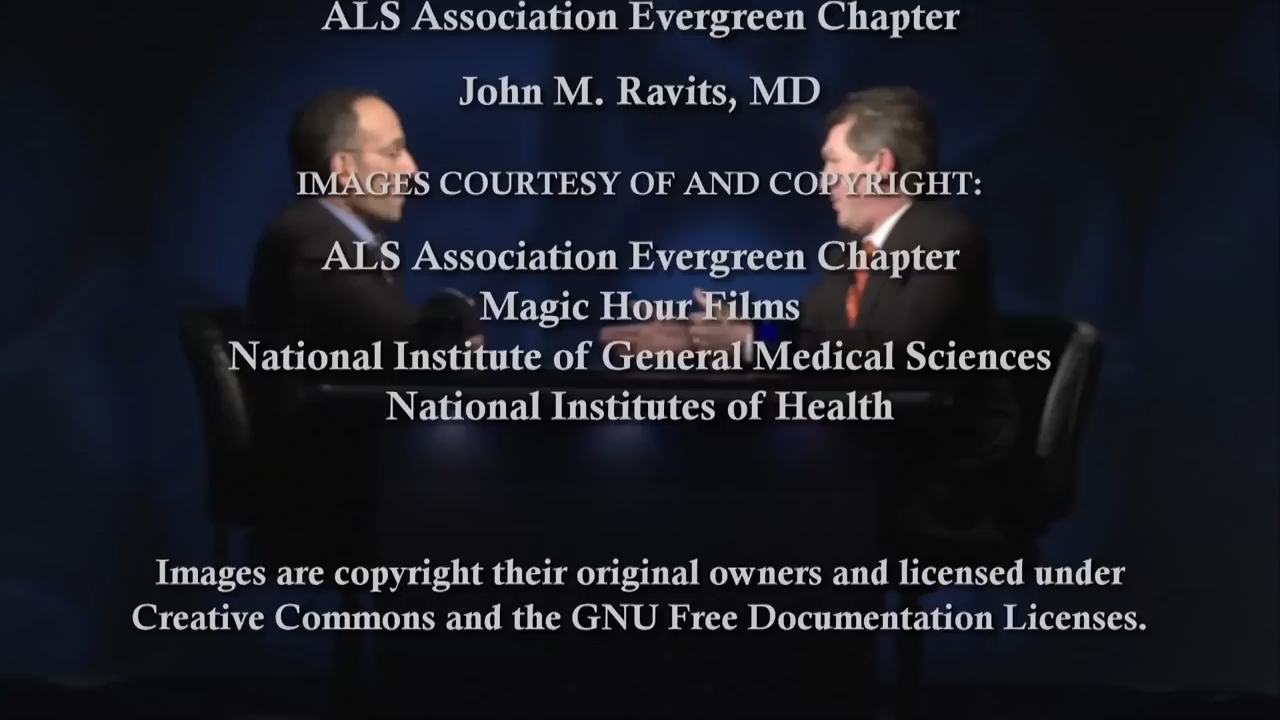 ALS Association Evergreen Chapter
John M. Ravits, MD
IMAGES COURTESY OF AND COPYRIGHT:
ALS Association Evergreen Chapter
Magic Hour Films
National Institute of General Medical Sciences
National Institutes of Health
Images are copyright their original owners and licensed under
Creative Commons and the GNU Free Documentation Licenses.